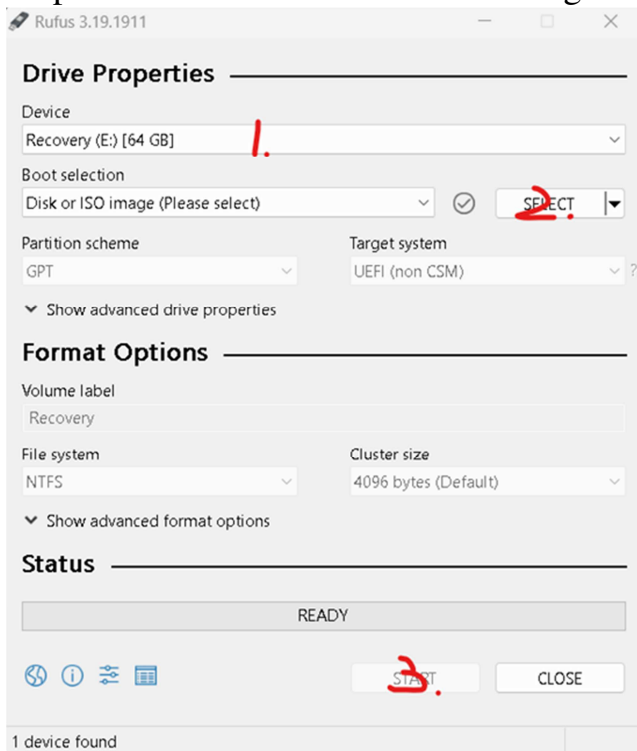 Rufus 3.19.1911
Drive Properties
Device
Recovery (E:) [64 GB]
1.
Boot selection
Disk or ISO image (Please select)
SELECT
2.
Partition scheme
Target system
GPT
UEFI (non CSM)
?
Show advanced drive properties
Format Options
Volume label
Recovery
File system
Cluster size
NTFS
4096 bytes (Default)
Show advanced format options
Status
READY
START
3.
CLOSE
1 device found